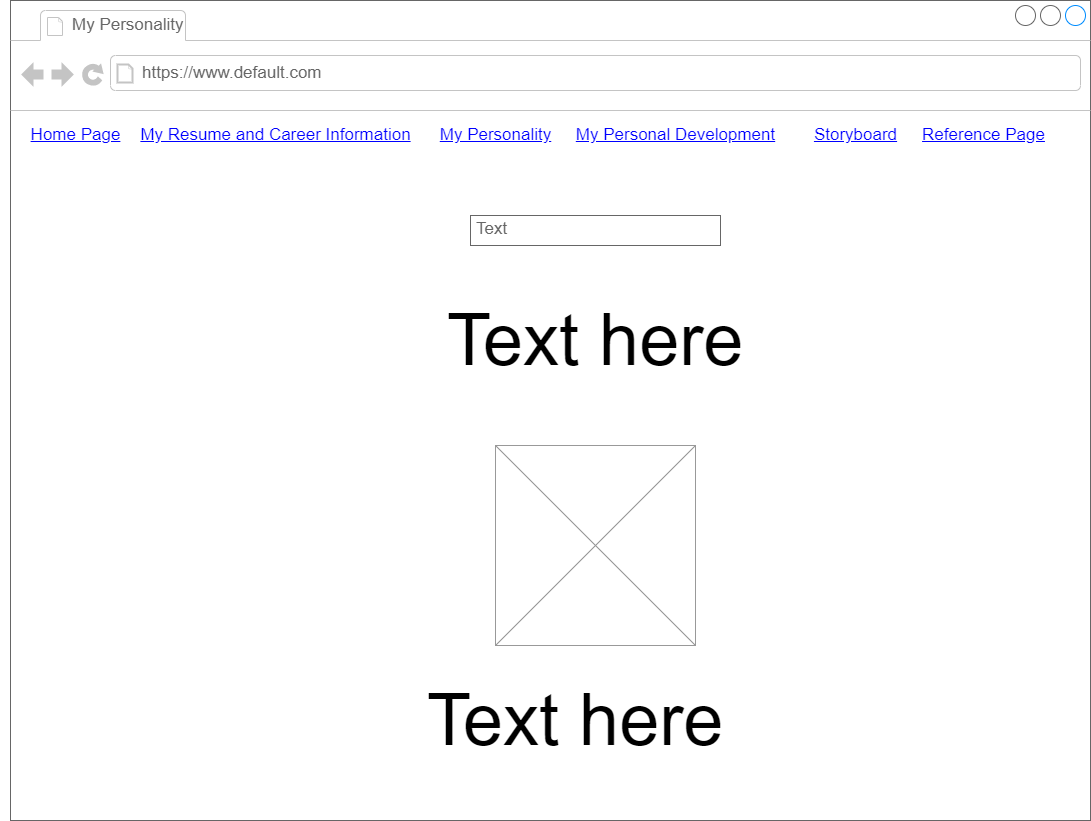 My Personality
https://www.default.com
Home Page My Resume and Career Information My Personality My Personal Development Storyboard Reference Page
Text
Text here
Text here